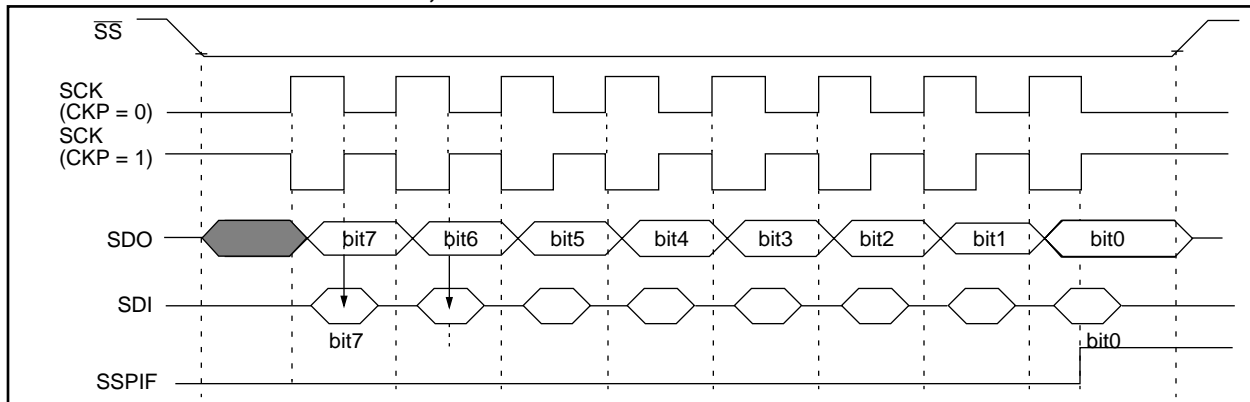 SS
SCK
(CKP = 0)
SCK
(CKP = 1)
SDO
bit7 bit6 bit5 bit4 bit3 bit2 bit1 bit0
SDI
bit7 bit0
SSPIF